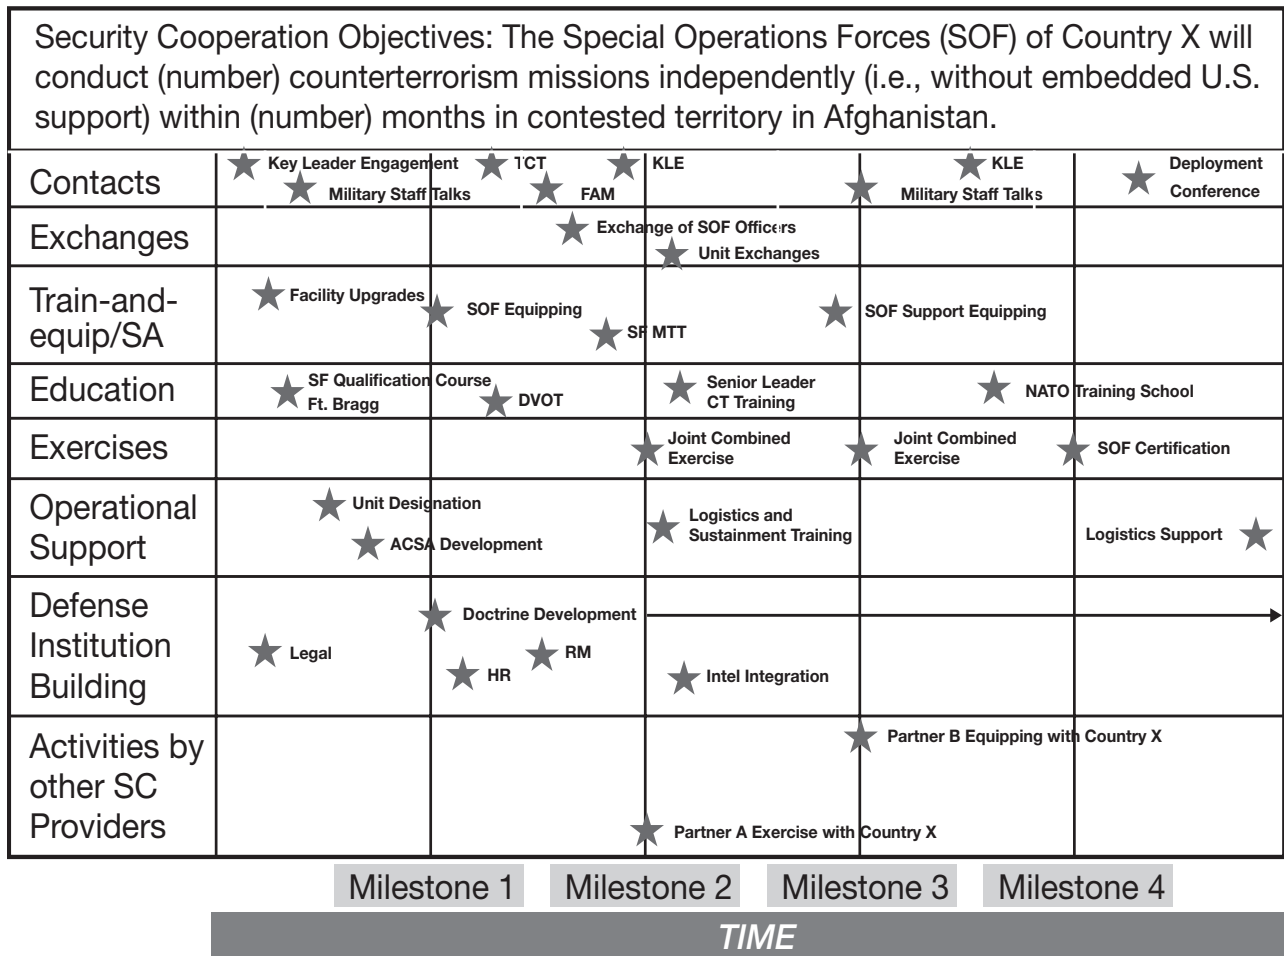 Security Cooperation Objectives: The Special Operations Forces (SOF) of Country X will
conduct (number) counterterrorism missions independently (i.e., without embedded U.S.
support) within (number) months in contested territory in Afghanistan.
Contacts
Key Leader Engagement
TCT
KLE
KLE
Deployment
Conference
Military Staff Talks
FAM
Military Staff Talks
Exchanges
Exchange of SOF Officers
Unit Exchanges
Train-and-
equip/SA
Facility Upgrades
SOF Equipping
SF MTT
SOF Support Equipping
Education
SF Qualification Course
Ft. Bragg
DVOT
Senior Leader
CT Training
NATO Training School
Exercises
Joint Combined
Exercise
Joint Combined
Exercise
SOF Certification
Operational
Support
Unit Designation
ACSA Development
Logistics and
Sustainment Training
Logistics Support
Defense
Institution
Building
Doctrine Development
Legal
HR
RM
Intel Integration
Activities by
other SC
Providers
Partner B Equipping with Country X
Partner A Exercise with Country X
Milestone 1
Milestone 2
Milestone 3
Milestone 4
TIME